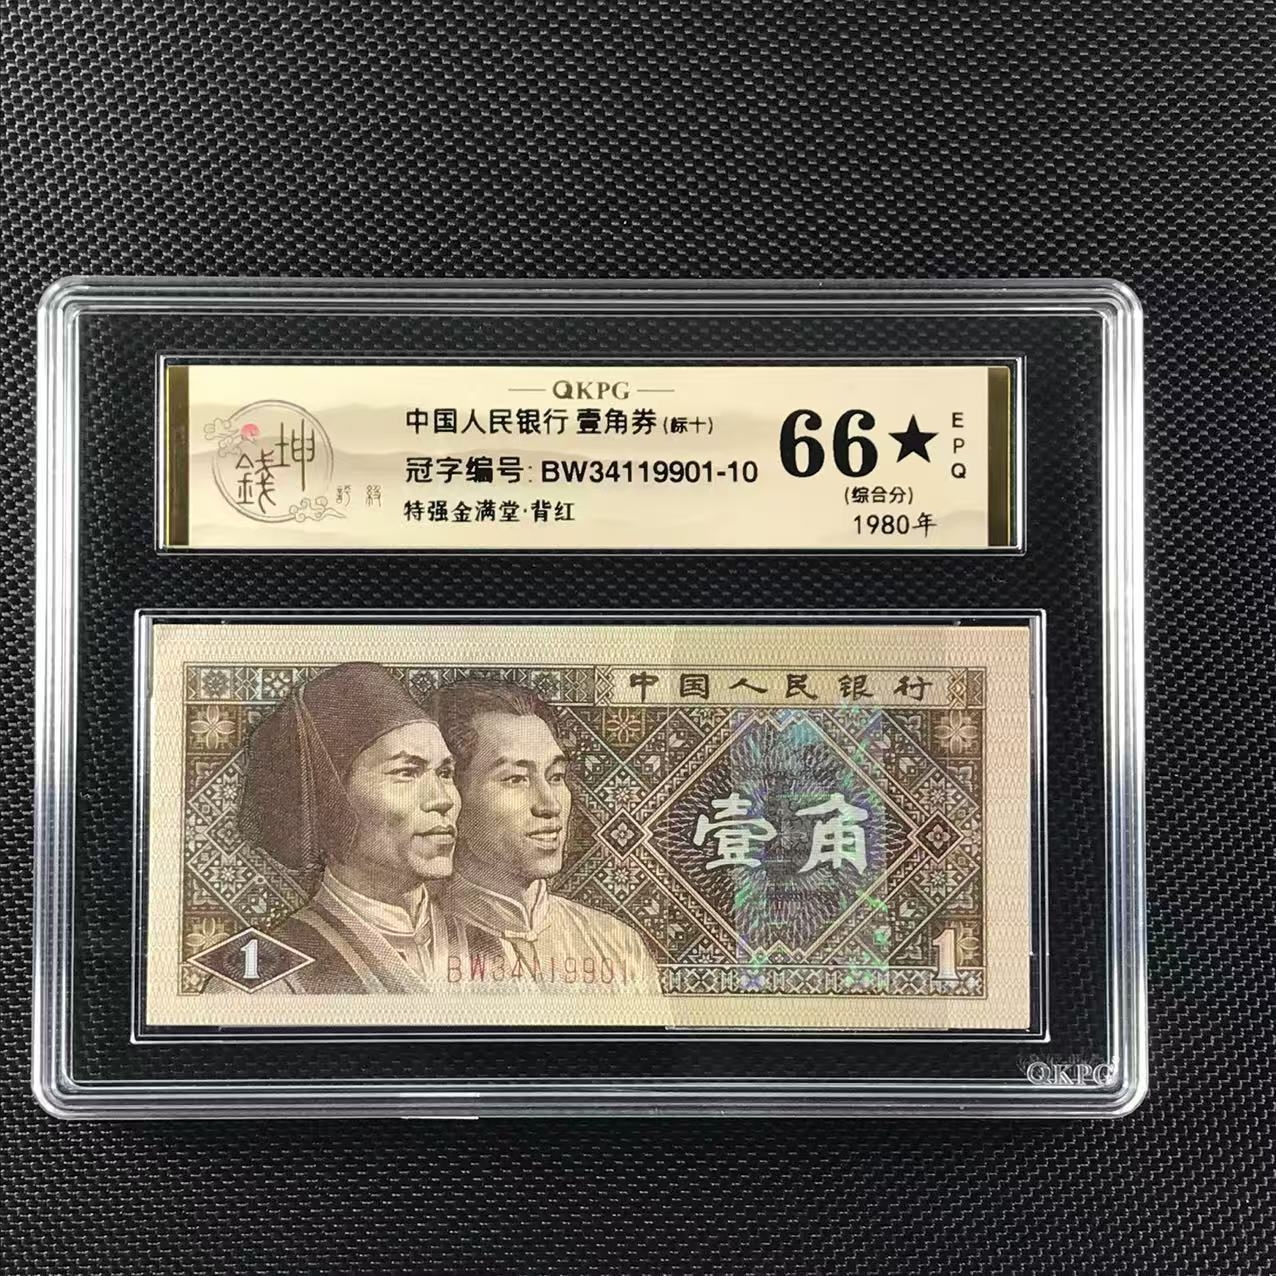 QKPG
中国人民银行 壹角券(标十)
冠字编号: BW34119901-10
特强金满堂·背红
66★
EPQ
(综合分)
1980年
坤
錢
中国人民银行
壹角
1
BW34119901
1
QKPG